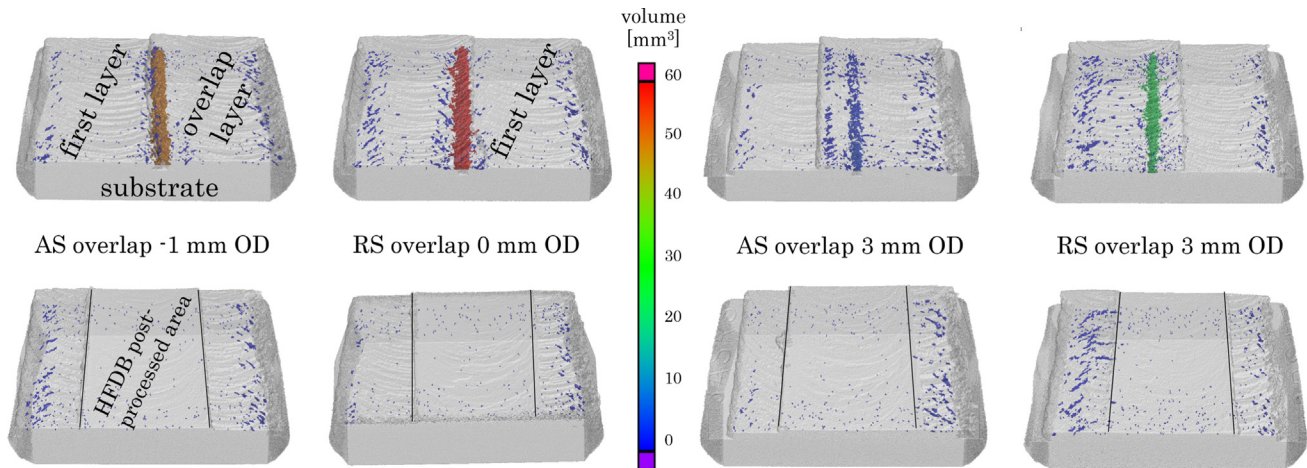 first layer
overlap
layer
substrate
first layer
volume
[mm³]
60
50
40
30
20
10
0
AS overlap -1 mm OD
RS overlap 0 mm OD
AS overlap 3 mm OD
RS overlap 3 mm OD
HFDB post-
processed area